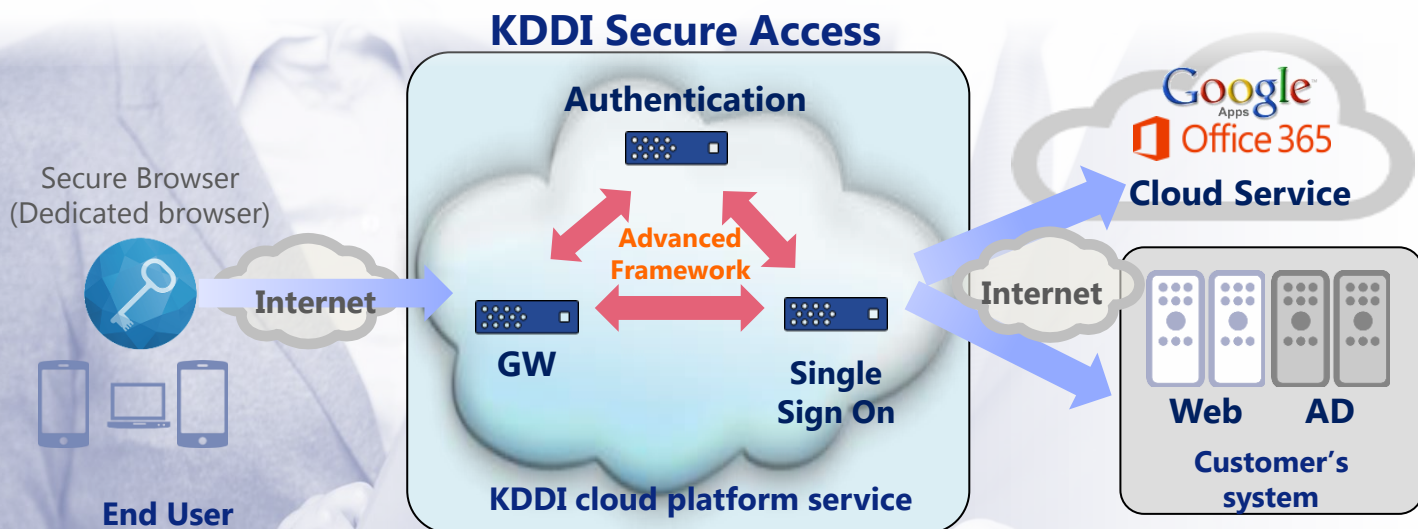 KDDI Secure Access
Authentication
Google
Apps
Office 365
Cloud Service
Secure Browser
(Dedicated browser)
Advanced
Framework
Internet
Internet
GW
Single
Sign On
Web
AD
Customer’s
system
KDDI cloud platform service
End User